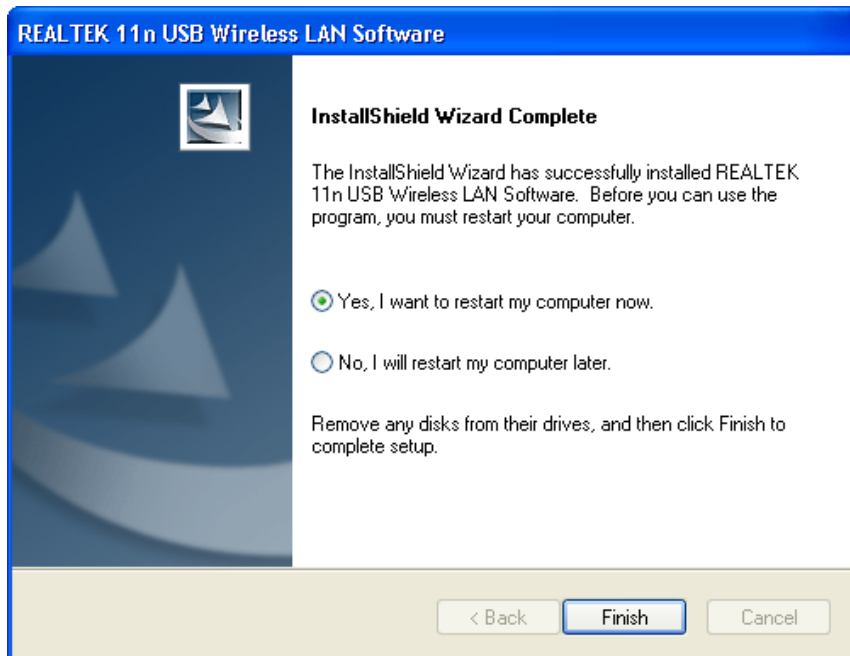 REALTEK 11n USB Wireless LAN Software
InstallShield Wizard Complete
The InstallShield Wizard has successfully installed REALTEK
11n USB Wireless LAN Software.  Before you can use the
program, you must restart your computer.
Yes, I want to restart my computer now.
No, I will restart my computer later.
Remove any disks from their drives, and then click Finish to
complete setup.
< Back
Finish
Cancel